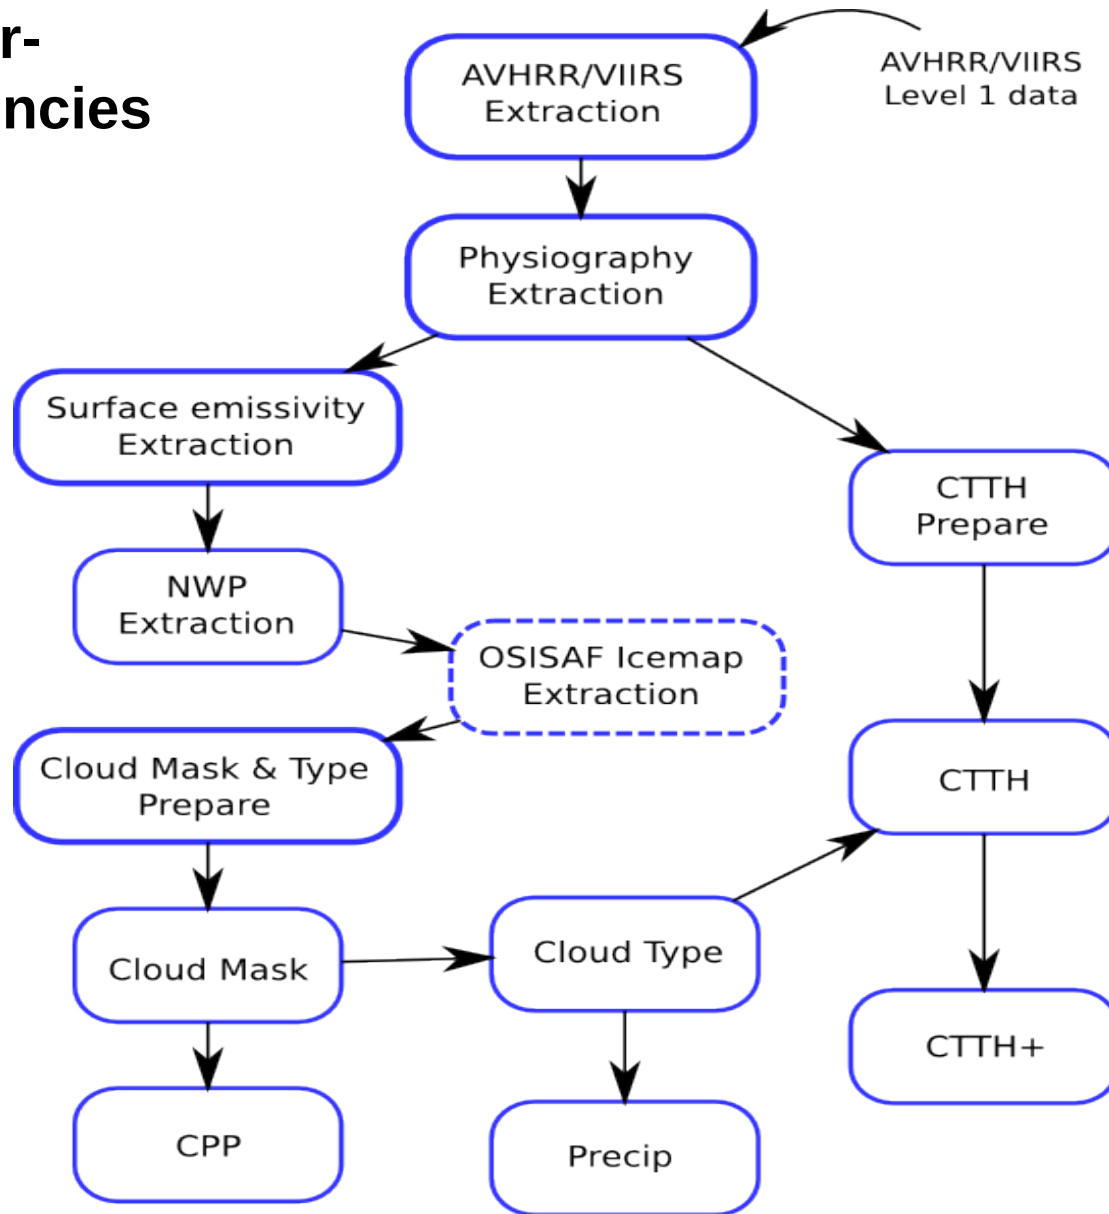 r-
ncies
AVHRR/VIIRS
Extraction
AVHRR/VIIRS
Level 1 data
Physiography
Extraction
Surface emissivity
Extraction
CTTH
Prepare
NWP
Extraction
OSISAF Icemap
Extraction
Cloud Mask & Type
Prepare
CTTH
Cloud Mask
Cloud Type
CTTH+
CPP
Precip